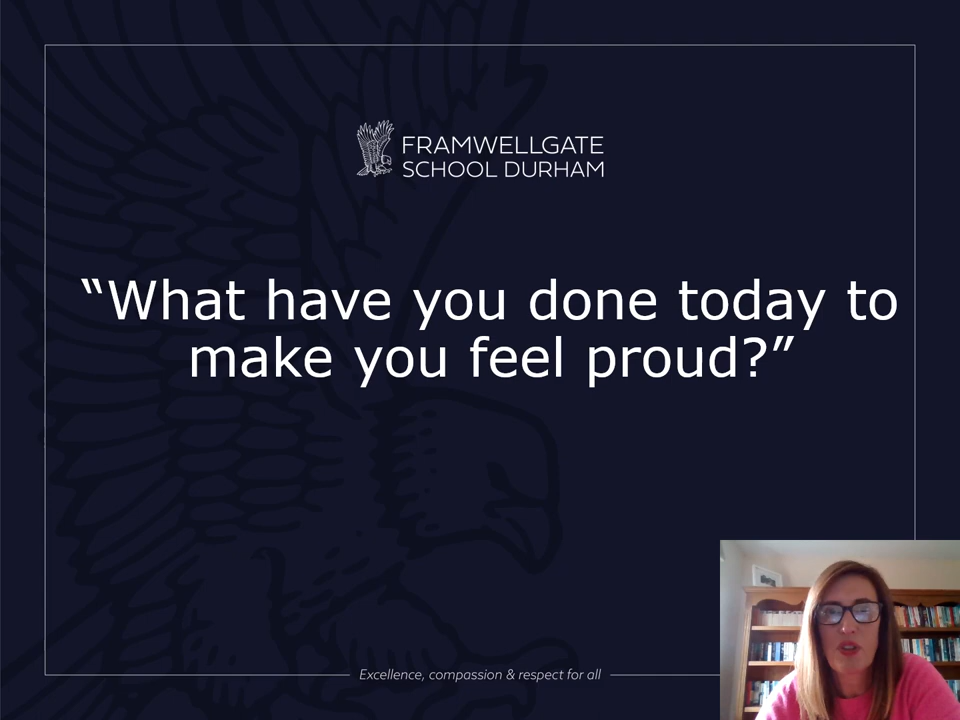 FRAMWELLGATE
SCHOOL DURHAM
“What have you done today to
make you feel proud?”
Excellence, compassion & respect for all